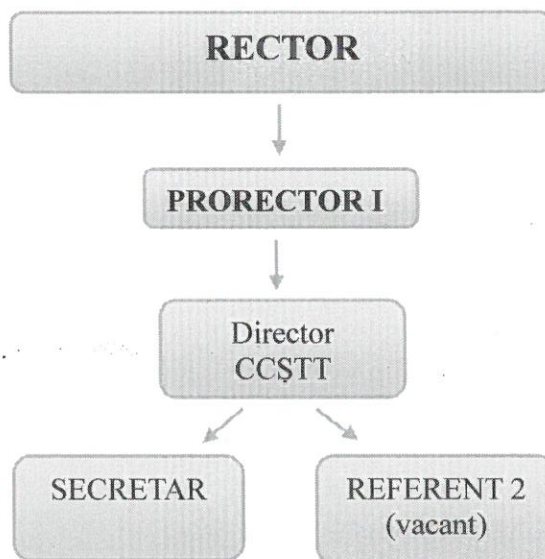 RECTOR
PRORECTOR I
Director
CCȘTT
SECRETAR
REFERENT 2
(vacant)